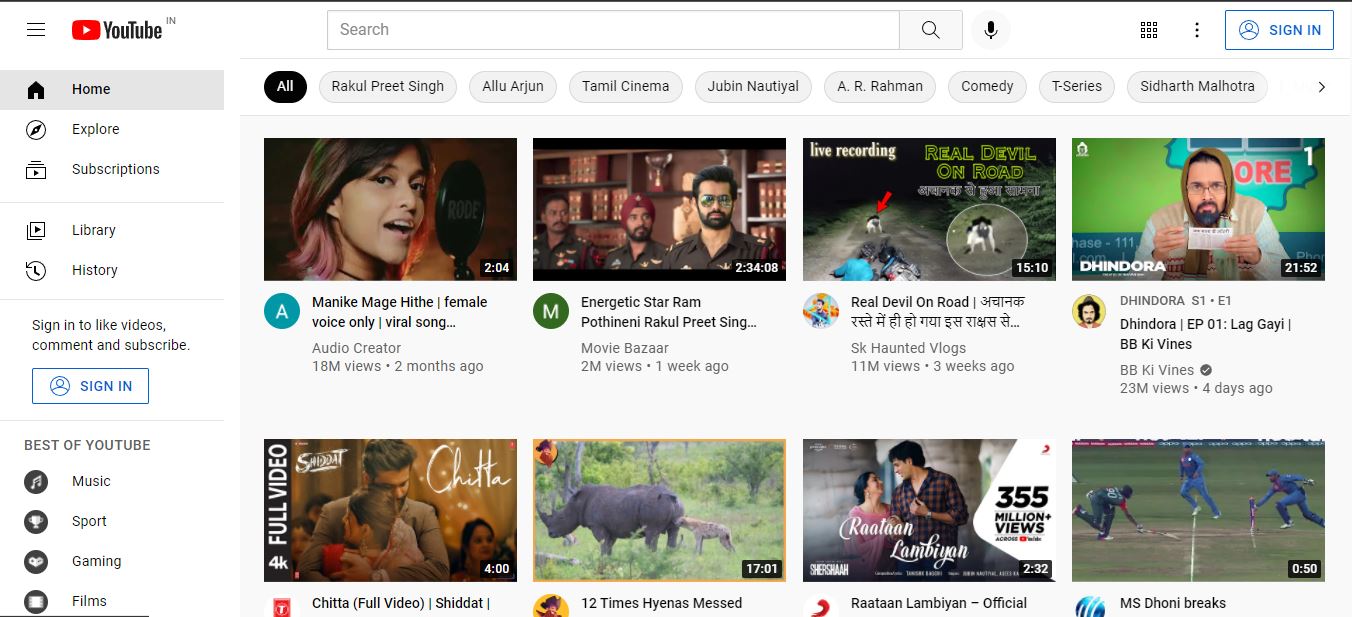 YouTube IN
Search
SIGN IN
Home
Explore
Subscriptions
Library
History
Sign in to like videos,
comment and subscribe.
SIGN IN
BEST OF YOUTUBE
Music
Sport
Gaming
Films
All
Rakul Preet Singh
Allu Arjun
Tamil Cinema
Jubin Nautiyal
A. R. Rahman
Comedy
T-Series
Sidharth Malhotra
RODE
2:04
Manike Mage Hithe | female
voice only | viral song…
Audio Creator
18M views • 2 months ago
2:34:08
M
Energetic Star Ram
Pothineni Rakul Preet Sing…
Movie Bazaar
2M views • 1 week ago
live recording
REAL DEVIL
ON ROAD
अचानक से हुआ सामना
15:10
Real Devil On Road | अचानक
रस्ते में ही हो गया इस राक्षस से…
Sk Haunted Vlogs
11M views • 3 weeks ago
1
ORE
hase - 111,
DHINDORA
21:52
DHINDORA S1 • E1
Dhindora | EP 01: Lag Gayi |
BB Ki Vines
BB Ki Vines
23M views • 4 days ago
FULL VIDEO
4k
SHIDDAT
Chitta
4:00
Chitta (Full Video) | Shiddat |
17:01
12 Times Hyenas Messed
Raataan
Lambiyan
SHERSHAAH
355
MILLION+
VIEWS
ACROSS YouTube
2:32
Raataan Lambiyan – Official
0:50
MS Dhoni breaks